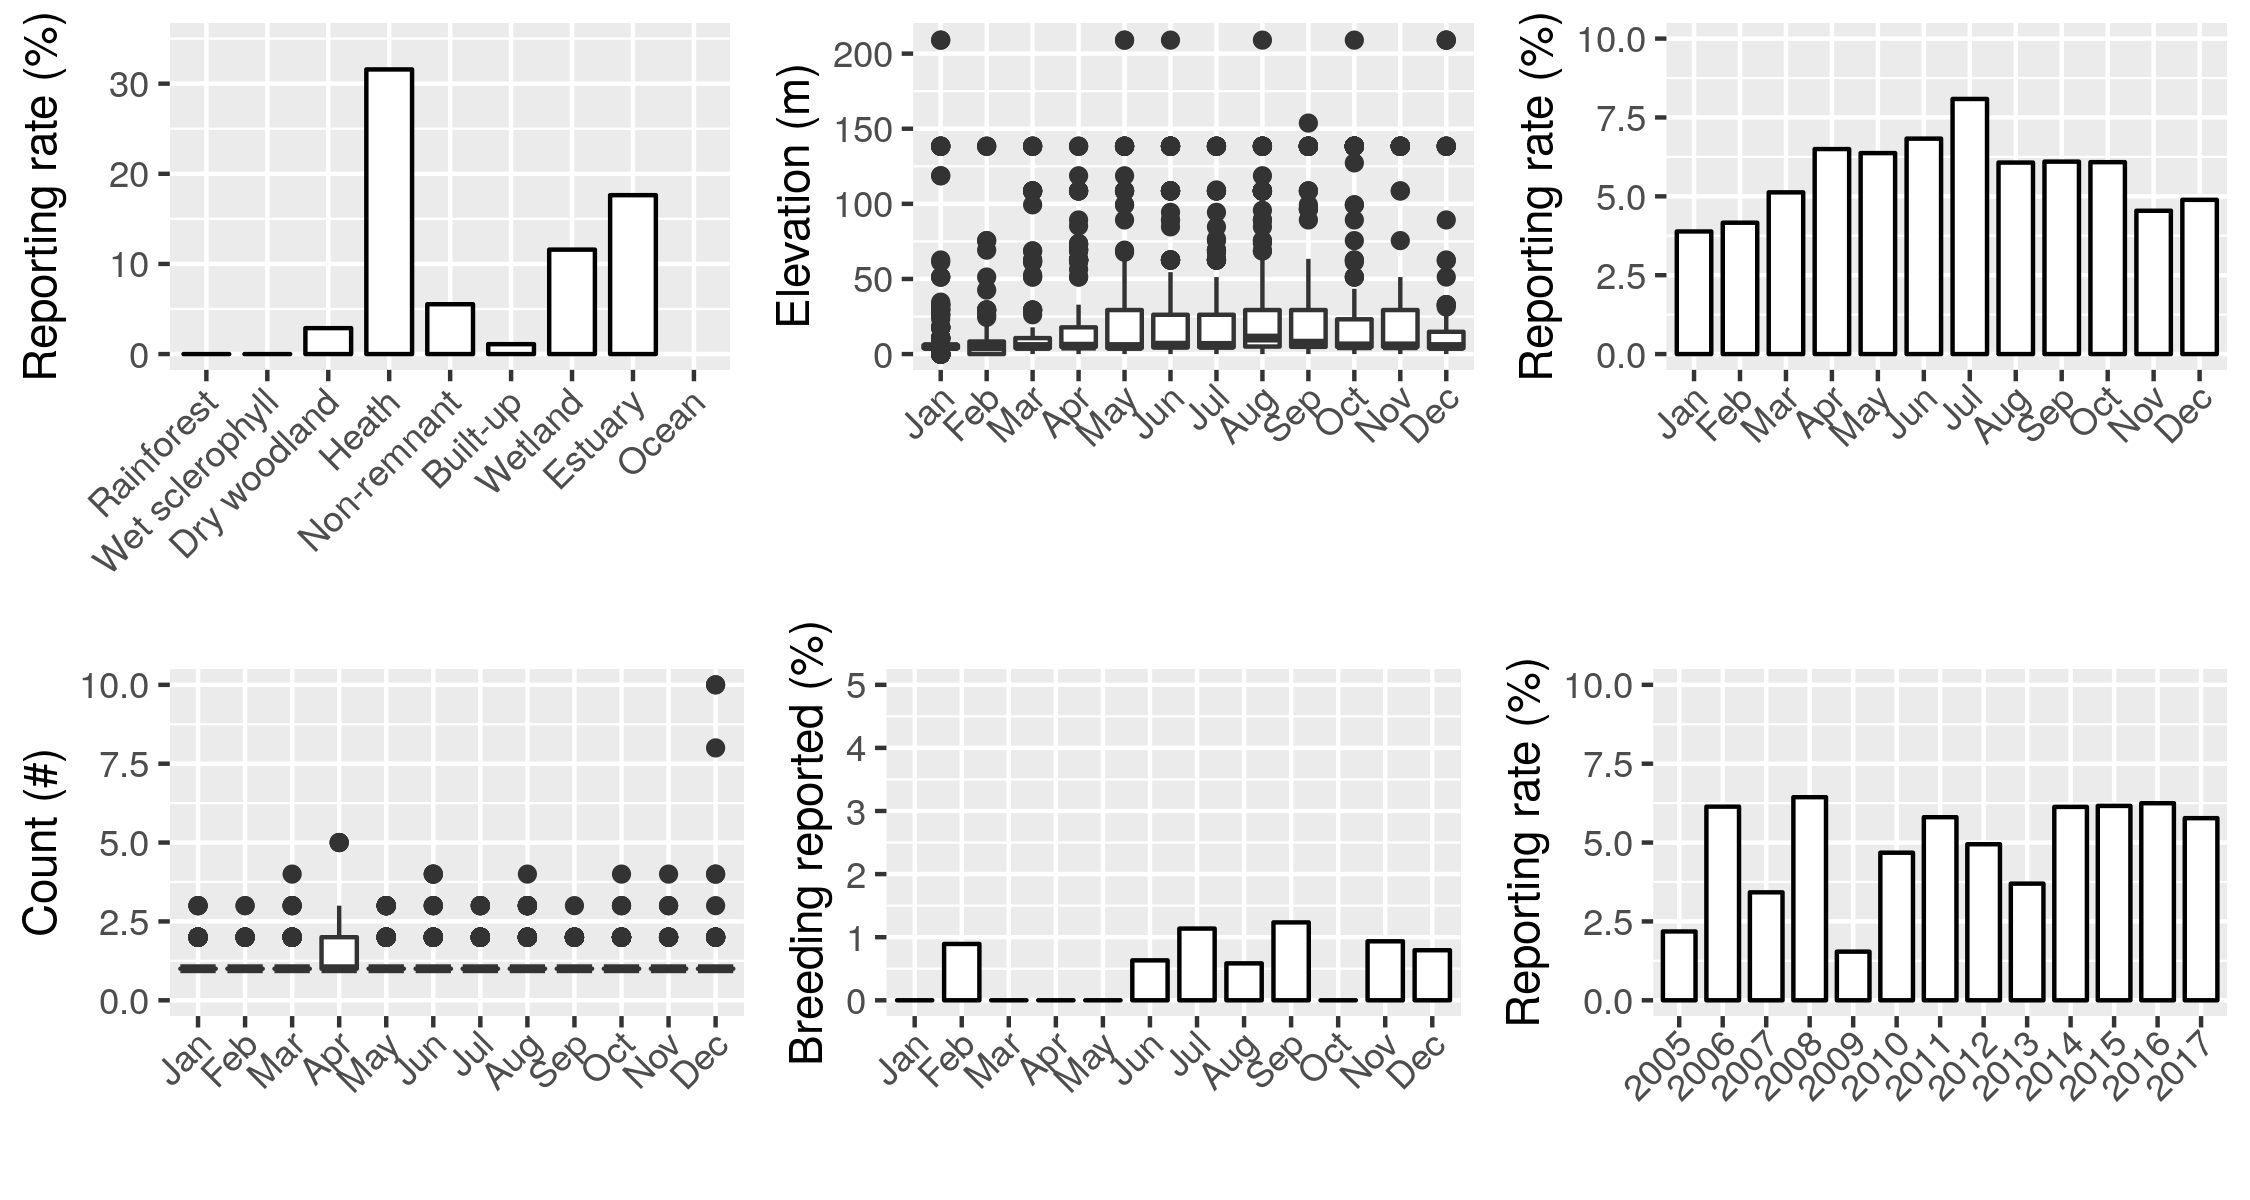 Reporting rate (%)
30
20
10
0
Rainforest
Wet sclerophyll
Dry woodland
Heath
Non-remnant
Built-up
Wetland
Estuary
Ocean
Elevation (m)
200
150
100
50
0
Jan
Feb
Mar
Apr
May
Jun
Jul
Aug
Sep
Oct
Nov
Dec
Reporting rate (%)
10.0
7.5
5.0
2.5
0.0
Jan
Feb
Mar
Apr
May
Jun
Jul
Aug
Sep
Oct
Nov
Dec
Count (#)
10.0
7.5
5.0
2.5
0.0
Jan
Feb
Mar
Apr
May
Jun
Jul
Aug
Sep
Oct
Nov
Dec
Breeding reported (%)
5
4
3
2
1
0
Jan
Feb
Mar
Apr
May
Jun
Jul
Aug
Sep
Oct
Nov
Dec
Reporting rate (%)
10.0
7.5
5.0
2.5
0.0
2005
2006
2007
2008
2009
2010
2011
2012
2013
2014
2015
2016
2017